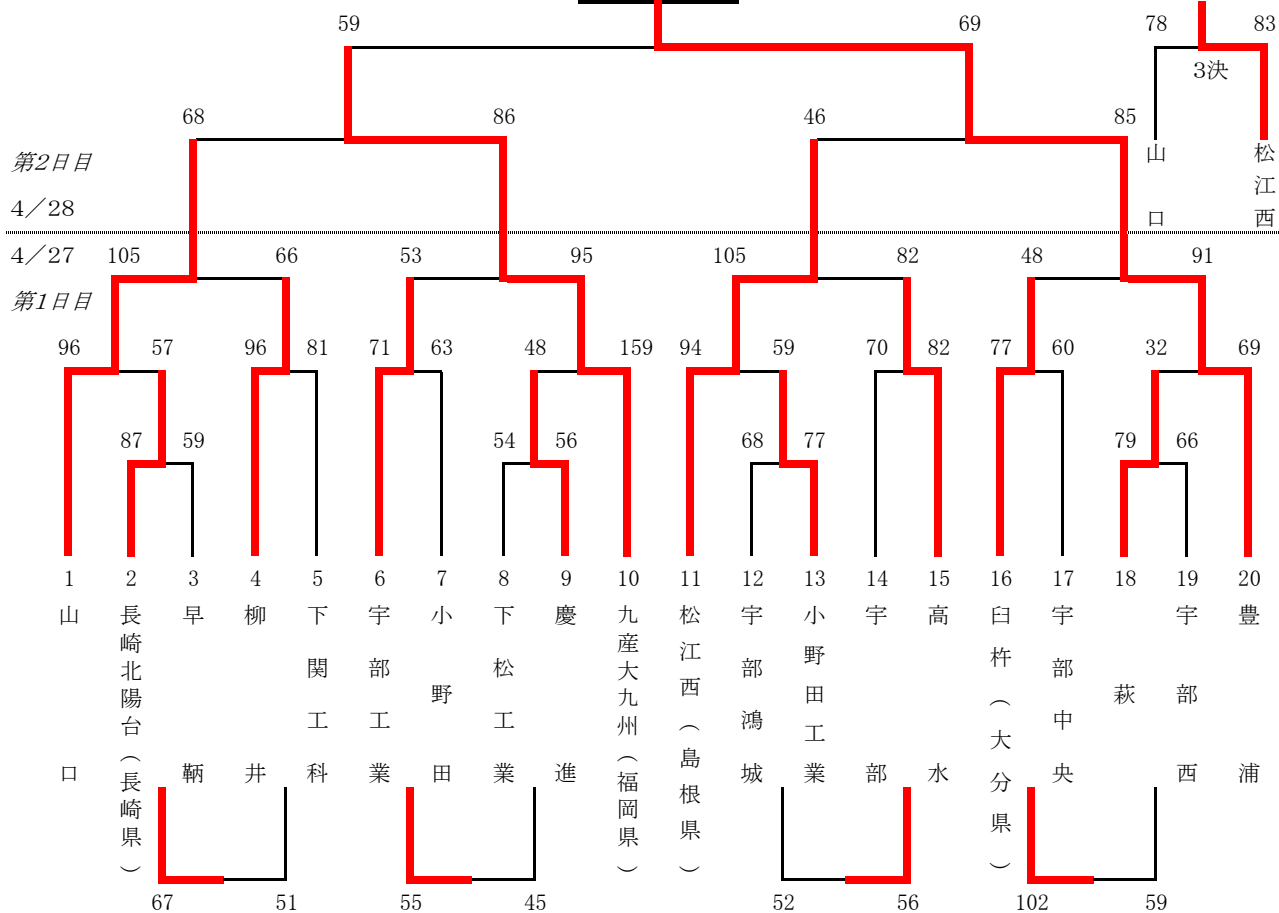 59 69 78 83
3決
68 86 46 85
第2日目
山口 松江西
4/28
4/27 105 66 53 95 105 82 48 91
第1日目
96 57 96 81 71 63 48 159 94 59 70 82 77 60 32 69
87 59 54 56 68 77 79 66
1 2 3 4 5 6 7 8 9 10 11 12 13 14 15 16 17 18 19 20
山口
長崎北陽台(長崎県)
早鞆
柳井
下関工科
宇部工業
小野田
下松工業
慶進
九産大九州(福岡県)
松江西(島根県)
宇部鴻城
小野田工業
宇部
高水
臼杵(大分県)
宇部中央
萩
宇部西
豊浦
67 51 55 45 52 56 102 59